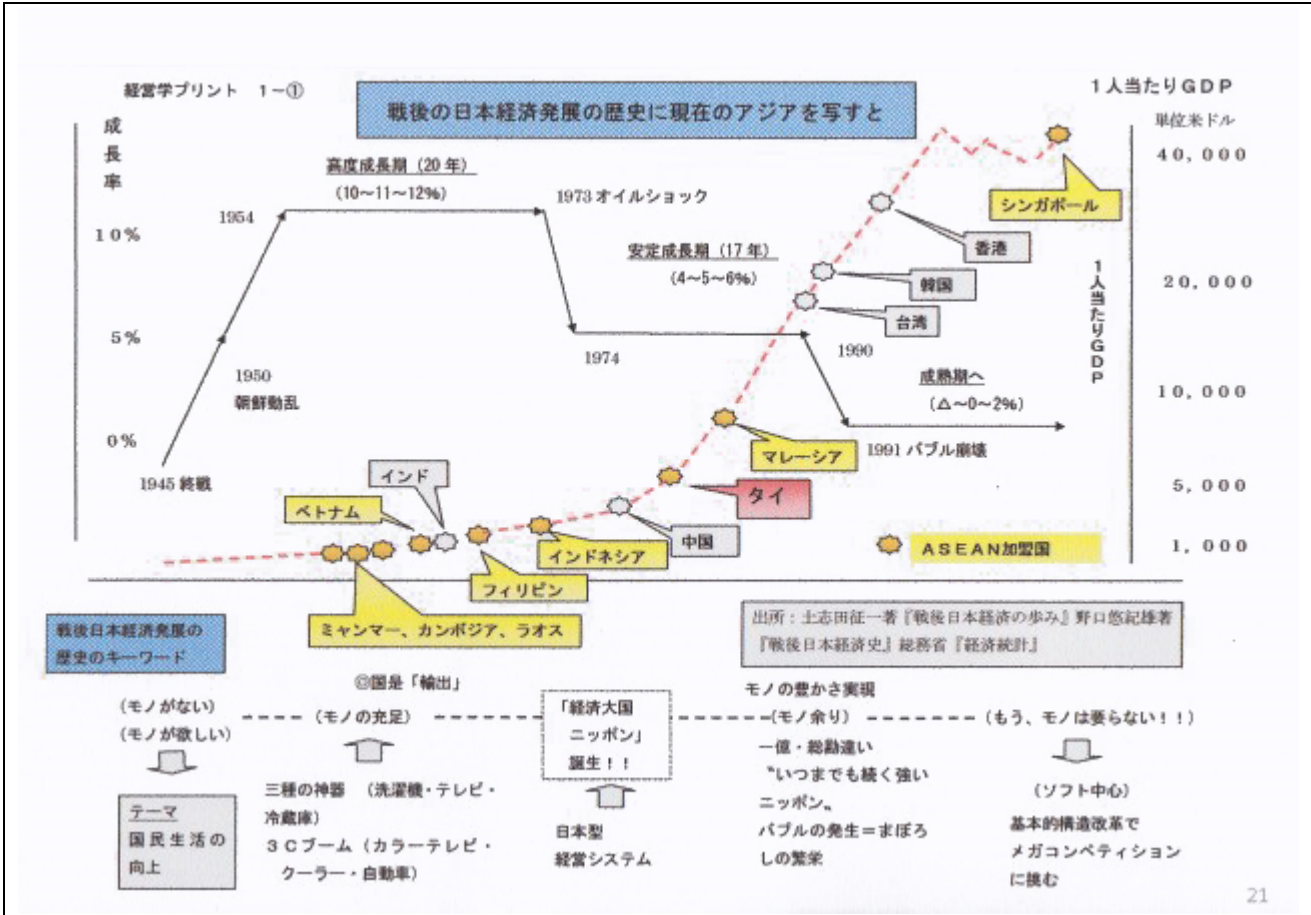 経営学プリント 1-①
戦後の日本経済発展の歴史に現在のアジアを写すと
1人当たりGDP
単位米ドル
成長率
10%
5%
0%
高度成長期(20年)
(10~11~12%)
1954
1973オイルショック
安定成長期(17年)
(4~5~6%)
1950
朝鮮動乱
1974
1990
1945終戦
成熟期へ
(△~0~2%)
1991バブル崩壊
40,000
20,000
10,000
5,000
1,000
1人当たりGDP
シンガポール
香港
韓国
台湾
マレーシア
タイ
中国
インド
ベトナム
インドネシア
フィリピン
ミャンマー、カンボジア、ラオス
ASEAN加盟国
戦後日本経済発展の
歴史のキーワード
出所:土志田征一著『戦後日本経済の歩み』野口悠紀雄著
『戦後日本経済史』総務省『経済統計』
◎国是「輸出」
(モノがない)
(モノが欲しい)
(モノの充足)
「経済大国
ニッポン」
誕生!!
モノの豊かさ実現
(モノ余り)
(もう、モノは要らない!!)
テーマ
国民生活の
向上
三種の神器 (洗濯機・テレビ・
冷蔵庫)
3Cブーム(カラーテレビ・
クーラー・自動車)
日本型
経営システム
一億・総勘違い
〝いつまでも続く強い
ニッポン〟
バブルの発生=まぼろ
しの繁栄
(ソフト中心)
基本的構造改革で
メガコンペティション
に挑む
21